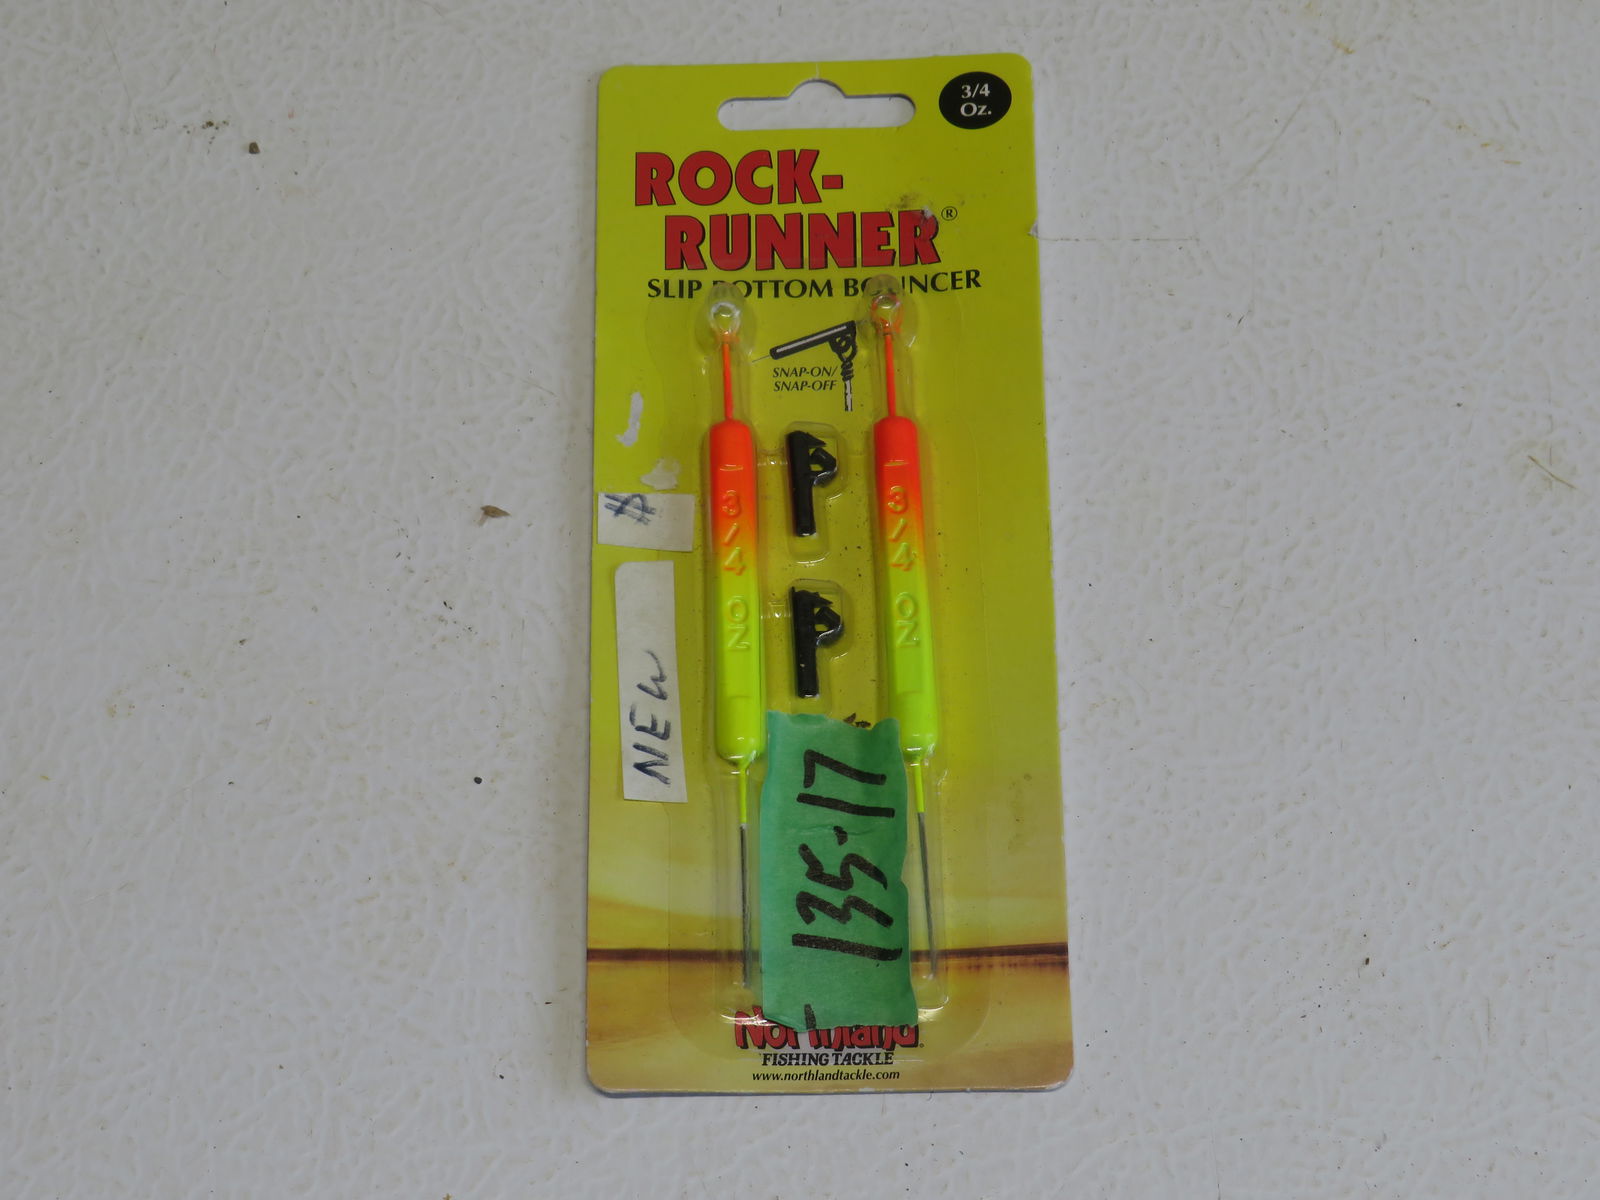 3/4
Oz.
ROCK-
RUNNER®
SLIP BOTTOM BOUNCER
SNAP-ON/
SNAP-OFF
3/4 OZ
3/4 OZ
#
NEW
135-17
Northland
FISHING TACKLE
www.northlandtackle.com